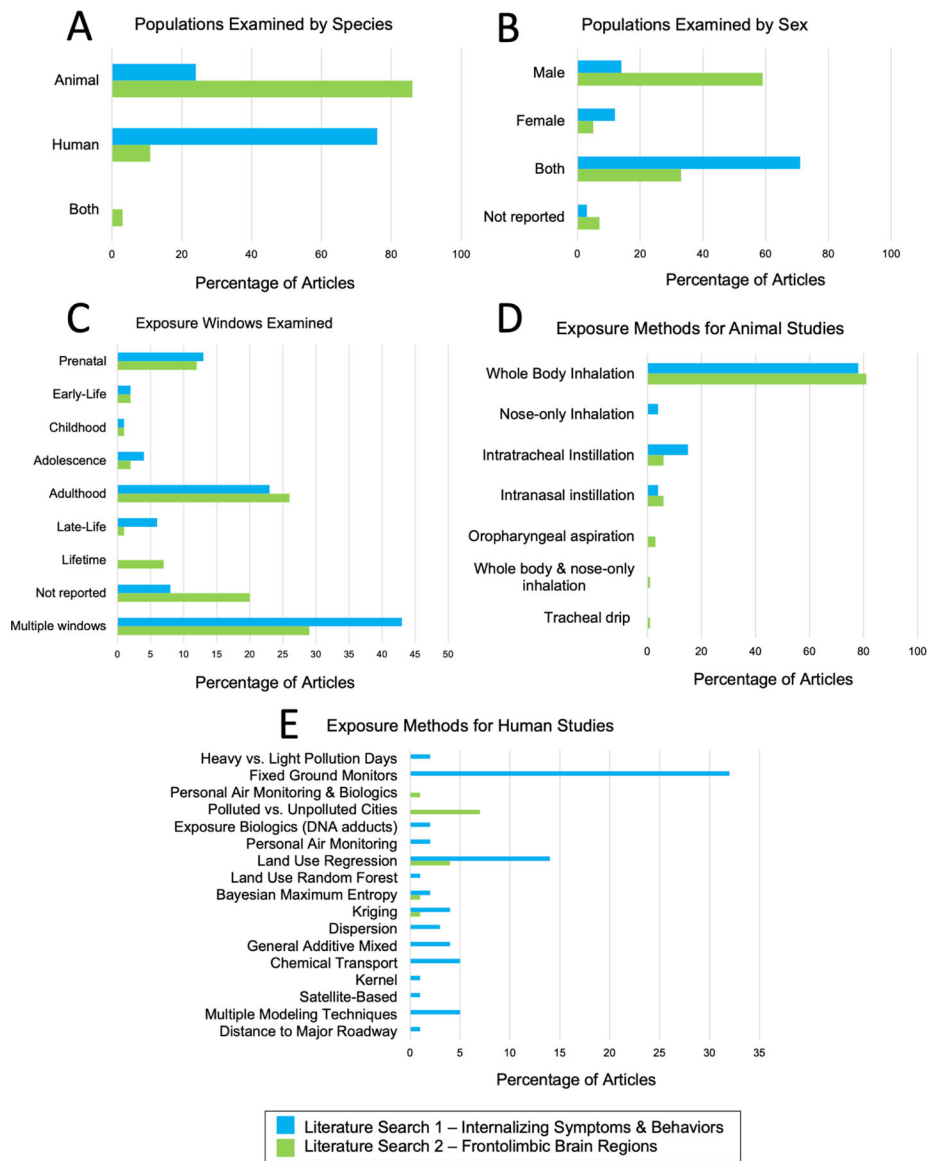 A
Populations Examined by Species
Animal
Human
Both
0 20 40 60 80 100
Percentage of Articles
B
Populations Examined by Sex
Male
Female
Both
Not reported
0 20 40 60 80 100
Percentage of Articles
C
Exposure Windows Examined
Prenatal
Early-Life
Childhood
Adolescence
Adulthood
Late-Life
Lifetime
Not reported
Multiple windows
0 5 10 15 20 25 30 35 40 45 50
Percentage of Articles
D
Exposure Methods for Animal Studies
Whole Body Inhalation
Nose-only Inhalation
Intratracheal Instillation
Intranasal instillation
Oropharyngeal aspiration
Whole body & nose-only
inhalation
Tracheal drip
0 20 40 60 80 100
Percentage of Articles
E
Exposure Methods for Human Studies
Heavy vs. Light Pollution Days
Fixed Ground Monitors
Personal Air Monitoring & Biologics
Polluted vs. Unpolluted Cities
Exposure Biologics (DNA adducts)
Personal Air Monitoring
Land Use Regression
Land Use Random Forest
Bayesian Maximum Entropy
Kriging
Dispersion
General Additive Mixed
Chemical Transport
Kernel
Satellite-Based
Multiple Modeling Techniques
Distance to Major Roadway
0 5 10 15 20 25 30 35
Percentage of Articles
Literature Search 1 – Internalizing Symptoms & Behaviors
Literature Search 2 – Frontolimbic Brain Regions